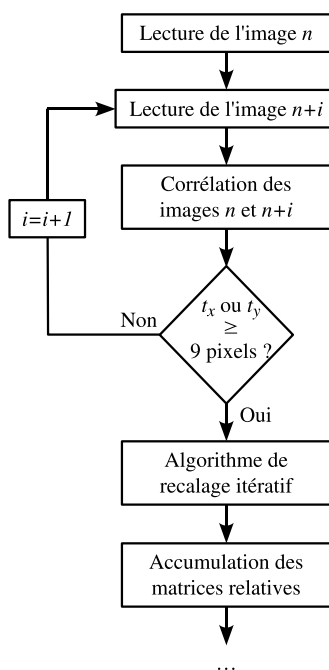 Lecture de l'image n
Lecture de l'image n+i
Corrélation des
images n et n+i
i=i+1
Non
tx ou ty
≥
9 pixels ?
Oui
Algorithme de
recalage itératif
Accumulation des
matrices relatives
...